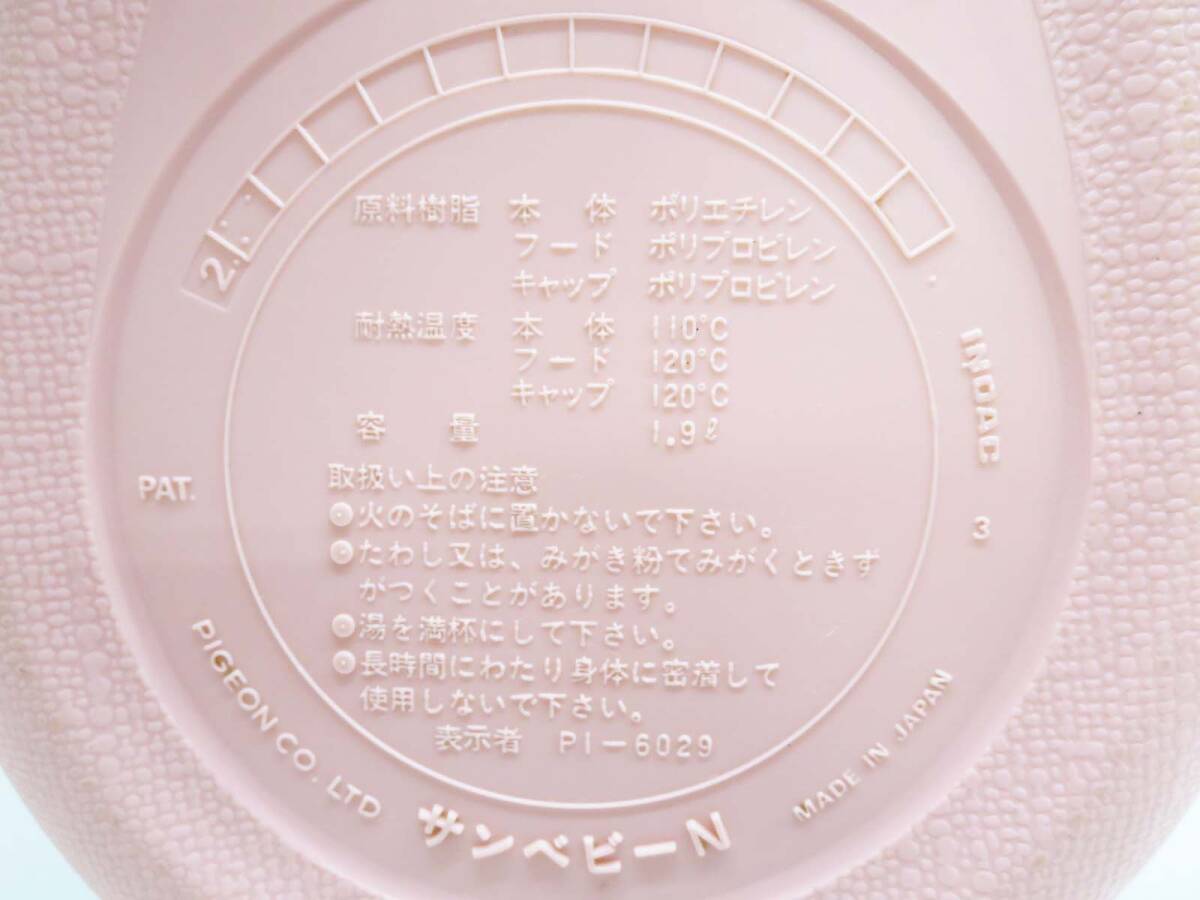 2.
原料樹脂 本体 ポリエチレン
フード ポリプロピレン
キャップ ポリプロピレン
耐熱温度 本体 110°C
フード 120°C
キャップ 120°C
容量 1.9ℓ
取扱い上の注意
◎火のそばに置かないで下さい。
◎たわし又は、みがき粉でみがくときず
がつくことがあります。
◎湯を満杯にして下さい。
◎長時間にわたり身体に密着して
使用しないで下さい。
表示者 PI-6029
PAT.
INDAC
3
PIGEON CO., LTD
サンベビーN
MADE IN JAPAN